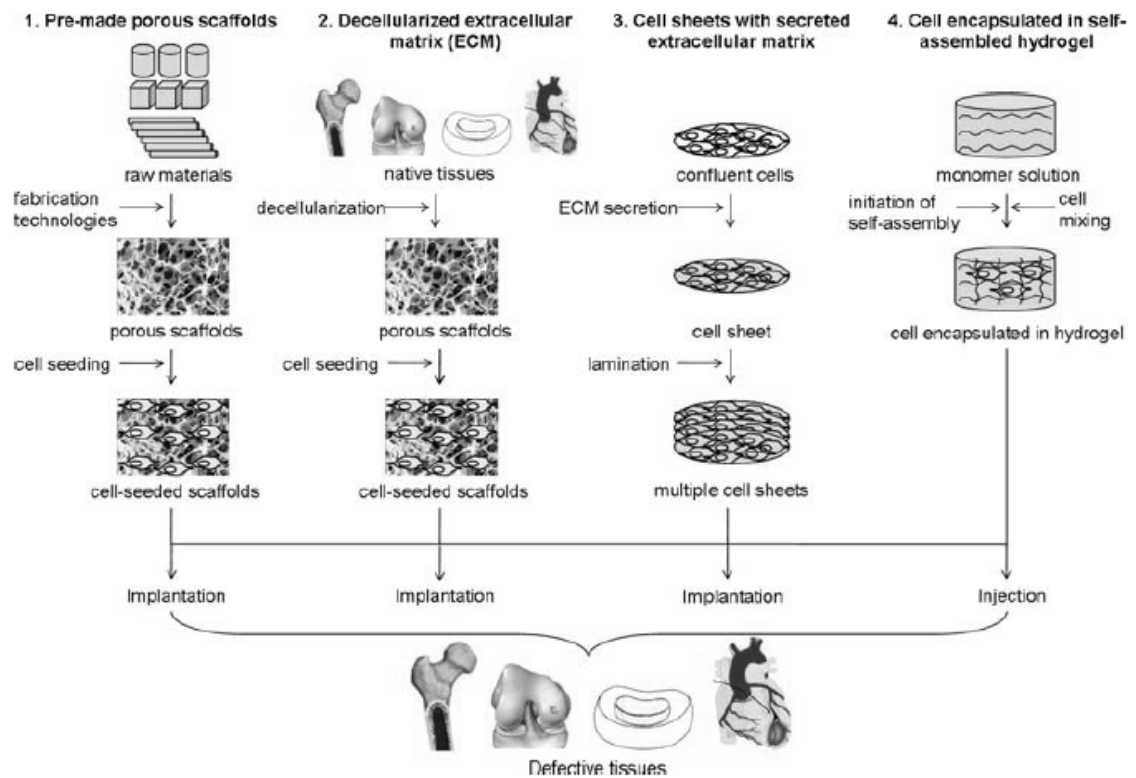 1. Pre-made porous scaffolds
raw materials
fabrication
technologies
porous scaffolds
cell seeding
cell-seeded scaffolds
Implantation
2. Decellularized extracellular
matrix (ECM)
native tissues
decellularization
porous scaffolds
cell seeding
cell-seeded scaffolds
Implantation
3. Cell sheets with secreted
extracellular matrix
confluent cells
ECM secretion
cell sheet
lamination
multiple cell sheets
Implantation
4. Cell encapsulated in self-
assembled hydrogel
monomer solution
initiation of
self-assembly
cell
mixing
cell encapsulated in hydrogel
Injection
Defective tissues